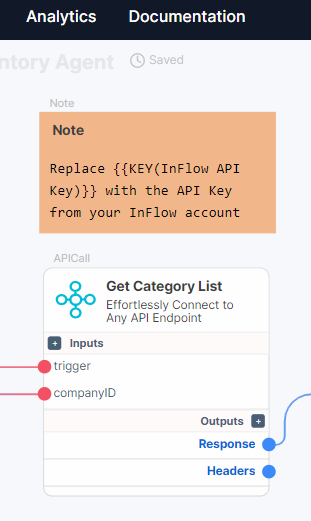 Analytics Documentation
ntory Agent Saved
Note
Note
Replace {{KEY(InFlow API
Key)}} with the API Key
from your InFlow account
APICall
Get Category List
Effortlessly Connect to
Any API Endpoint
+ Inputs
trigger
companyID
Outputs +
Response
Headers